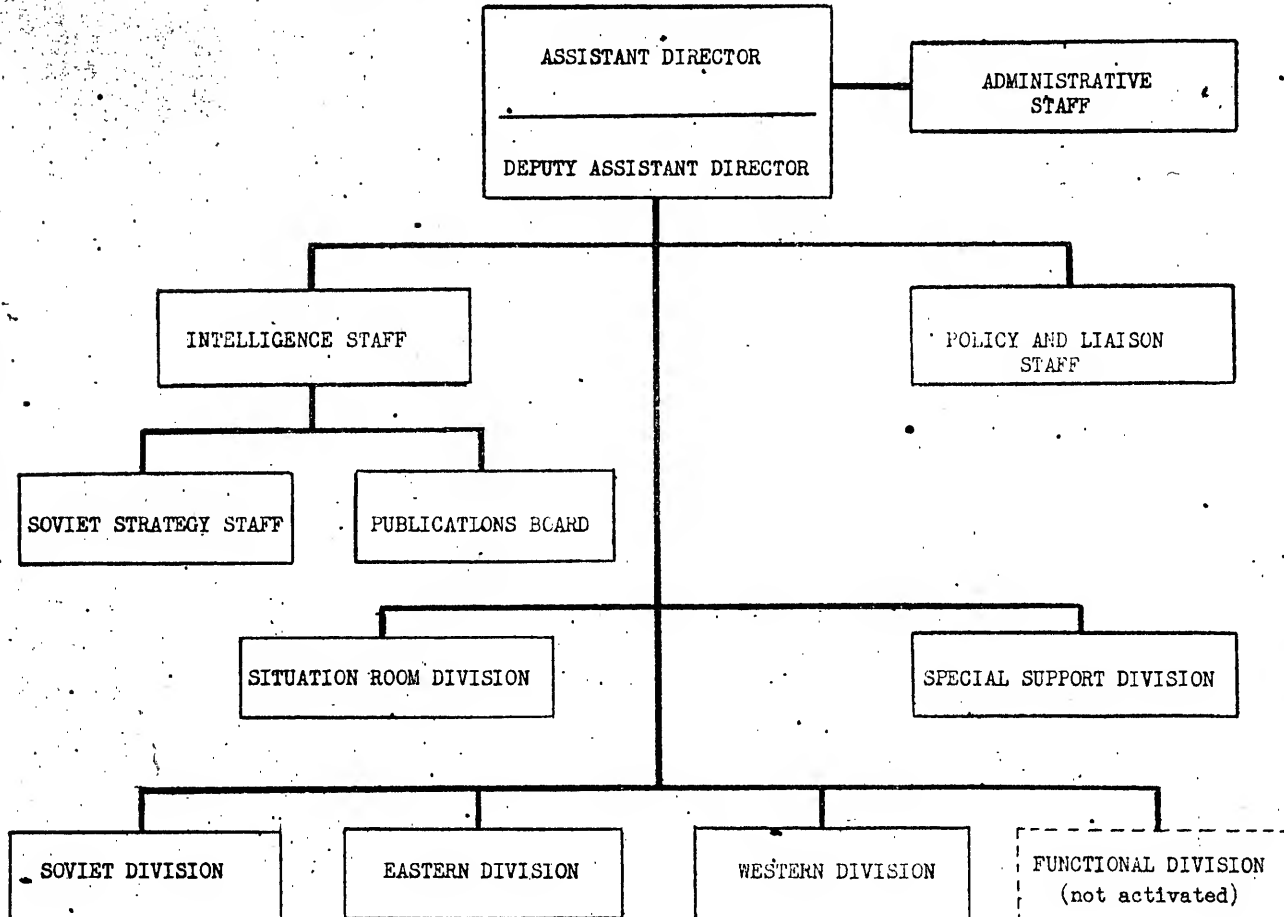 ASSISTANT DIRECTOR
DEPUTY ASSISTANT DIRECTOR
ADMINISTRATIVE
STAFF
INTELLIGENCE STAFF
POLICY AND LIAISON
STAFF
SOVIET STRATEGY STAFF
PUBLICATIONS BOARD
SITUATION ROOM DIVISION
SPECIAL SUPPORT DIVISION
SOVIET DIVISION
EASTERN DIVISION
WESTERN DIVISION
FUNCTIONAL DIVISION
(not activated)